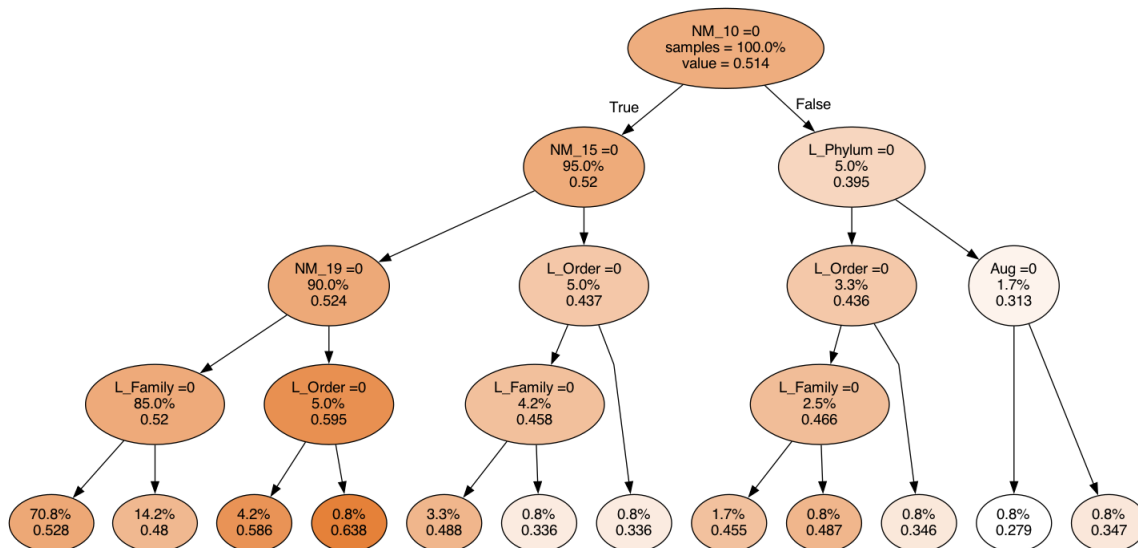 NM_10 =0
samples = 100.0%
value = 0.514
True
False
NM_15 =0
95.0%
0.52
L_Phylum =0
5.0%
0.395
NM_19 =0
90.0%
0.524
L_Order =0
5.0%
0.437
L_Order =0
3.3%
0.436
Aug =0
1.7%
0.313
L_Family =0
85.0%
0.52
L_Order =0
5.0%
0.595
L_Family =0
4.2%
0.458
L_Family =0
2.5%
0.466
70.8%
0.528
14.2%
0.48
4.2%
0.586
0.8%
0.638
3.3%
0.488
0.8%
0.336
0.8%
0.336
1.7%
0.455
0.8%
0.487
0.8%
0.346
0.8%
0.279
0.8%
0.347